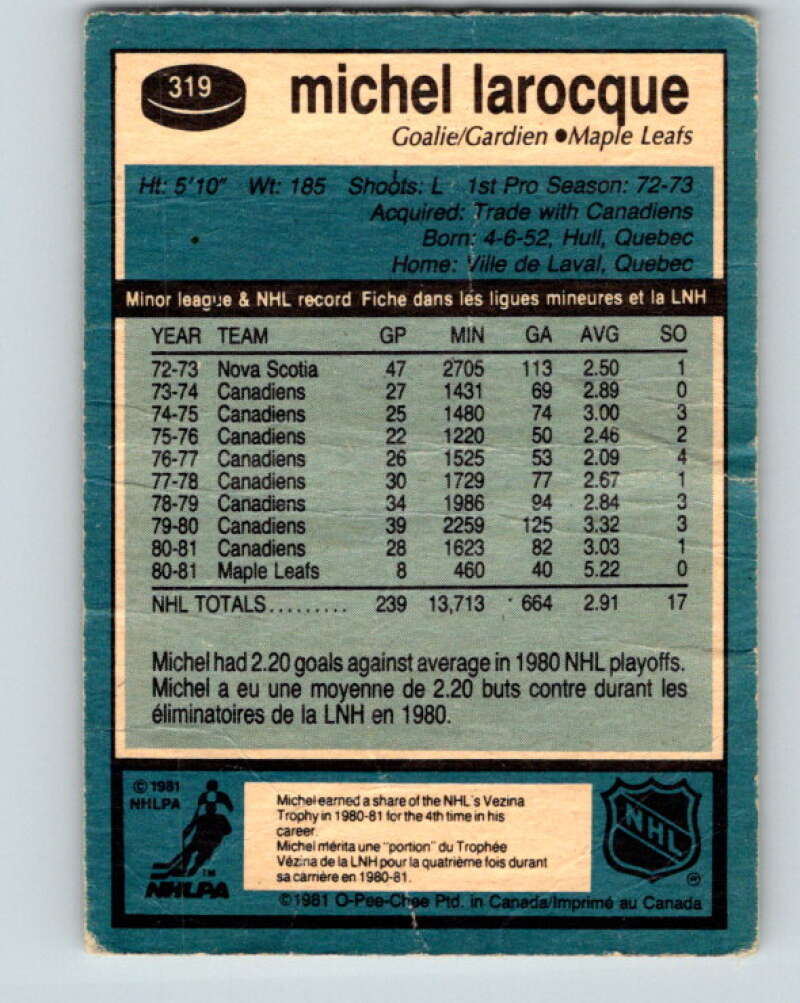 319
michel larocque
Goalie/Gardien ●Maple Leafs
Ht: 5'10" Wt: 185 Shoots: L 1st Pro Season: 72-73
Acquired: Trade with Canadiens
Born: 4-6-52, Hull, Quebec
Home: Ville de Laval, Quebec
Minor league & NHL record Fiche dans les ligues mineures et la LNH
YEAR TEAM GP MIN GA AVG SO
72-73 Nova Scotia 47 2705 113 2.50 1
73-74 Canadiens 27 1431 69 2.89 0
74-75 Canadiens 25 1480 74 3.00 3
75-76 Canadiens 22 1220 50 2.46 2
76-77 Canadiens 26 1525 53 2.09 4
77-78 Canadiens 30 1729 77 2.67 1
78-79 Canadiens 34 1986 94 2.84 3
79-80 Canadiens 39 2259 125 3.32 3
80-81 Canadiens 28 1623 82 3.03 1
80-81 Maple Leafs 8 460 40 5.22 0
NHL TOTALS......... 239 13,713 664 2.91 17
Michel had 2.20 goals against average in 1980 NHL playoffs.
Michel a eu une moyenne de 2.20 buts contre durant les
éliminatoires de la LNH en 1980.
© 1981
NHLPA
TM
NHLPA
Michel earned a share of the NHL's Vezina
Trophy in 1980-81 for the 4th time in his
career.
Michel mérita une "portion" du Trophée
Vézina de la LNH pour la quatrième fois durant
sa carrière en 1980-81.
NHL
©1981 O-Pee-Chee Ptd. in Canada/Imprimé au Canada